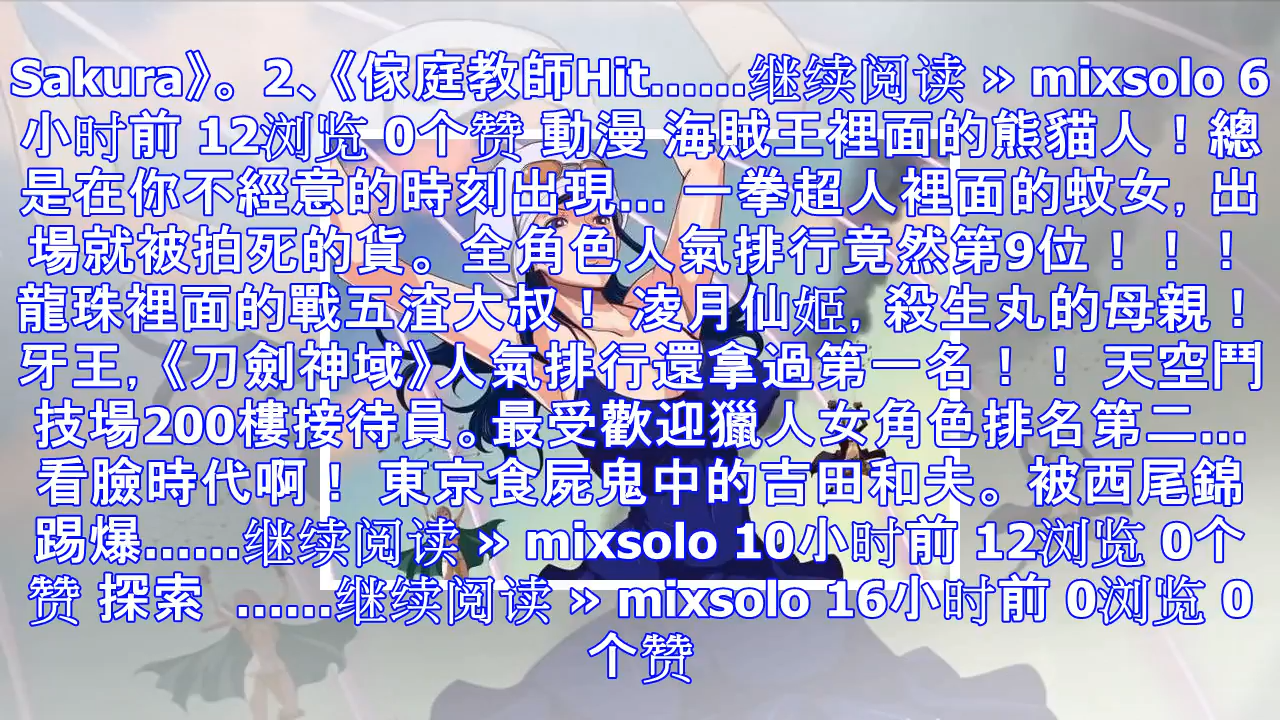 Sakura》。2、《傢庭教師Hit……继续阅读 » mixsolo 6
小时前 12浏览 0个赞 動漫 海賊王裡面的熊貓人！總
是在你不經意的時刻出現... 一拳超人裡面的蚊女, 出
場就被拍死的貨。全角色人氣排行竟然第9位！！！
龍珠裡面的戰五渣大叔！ 凌月仙姬, 殺生丸的母親！
牙王,《刀劍神域》人氣排行還拿過第一名！！ 天空鬥
技場200樓接待員。最受歡迎獵人女角色排名第二...
看臉時代啊！ 東京食屍鬼中的吉田和夫。被西尾錦
踢爆……继续阅读 » mixsolo 10小时前 12浏览 0个
赞 探索 ……继续阅读 » mixsolo 16小时前 0浏览 0
个赞